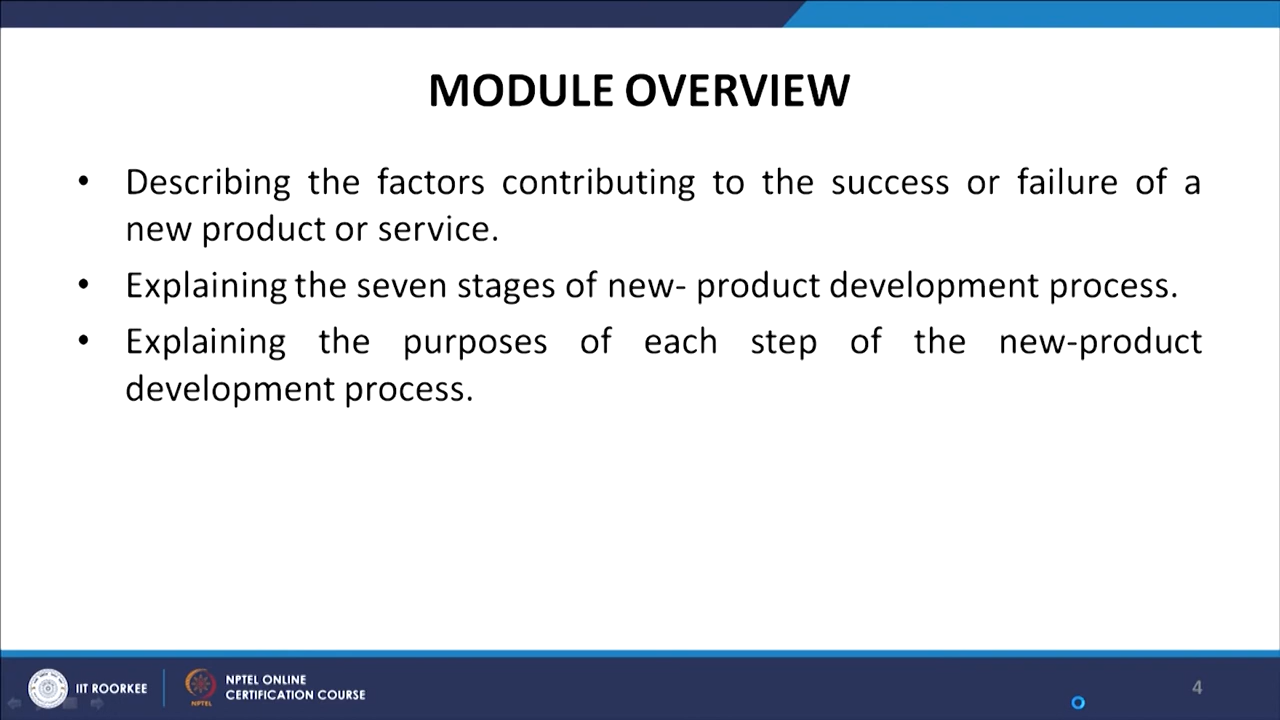 MODULE OVERVIEW
• Describing the factors contributing to the success or failure of a
new product or service.
• Explaining the seven stages of new- product development process.
• Explaining the purposes of each step of the new-product
development process.
IIT ROORKEE
NPTEL
NPTEL ONLINE
CERTIFICATION COURSE
4